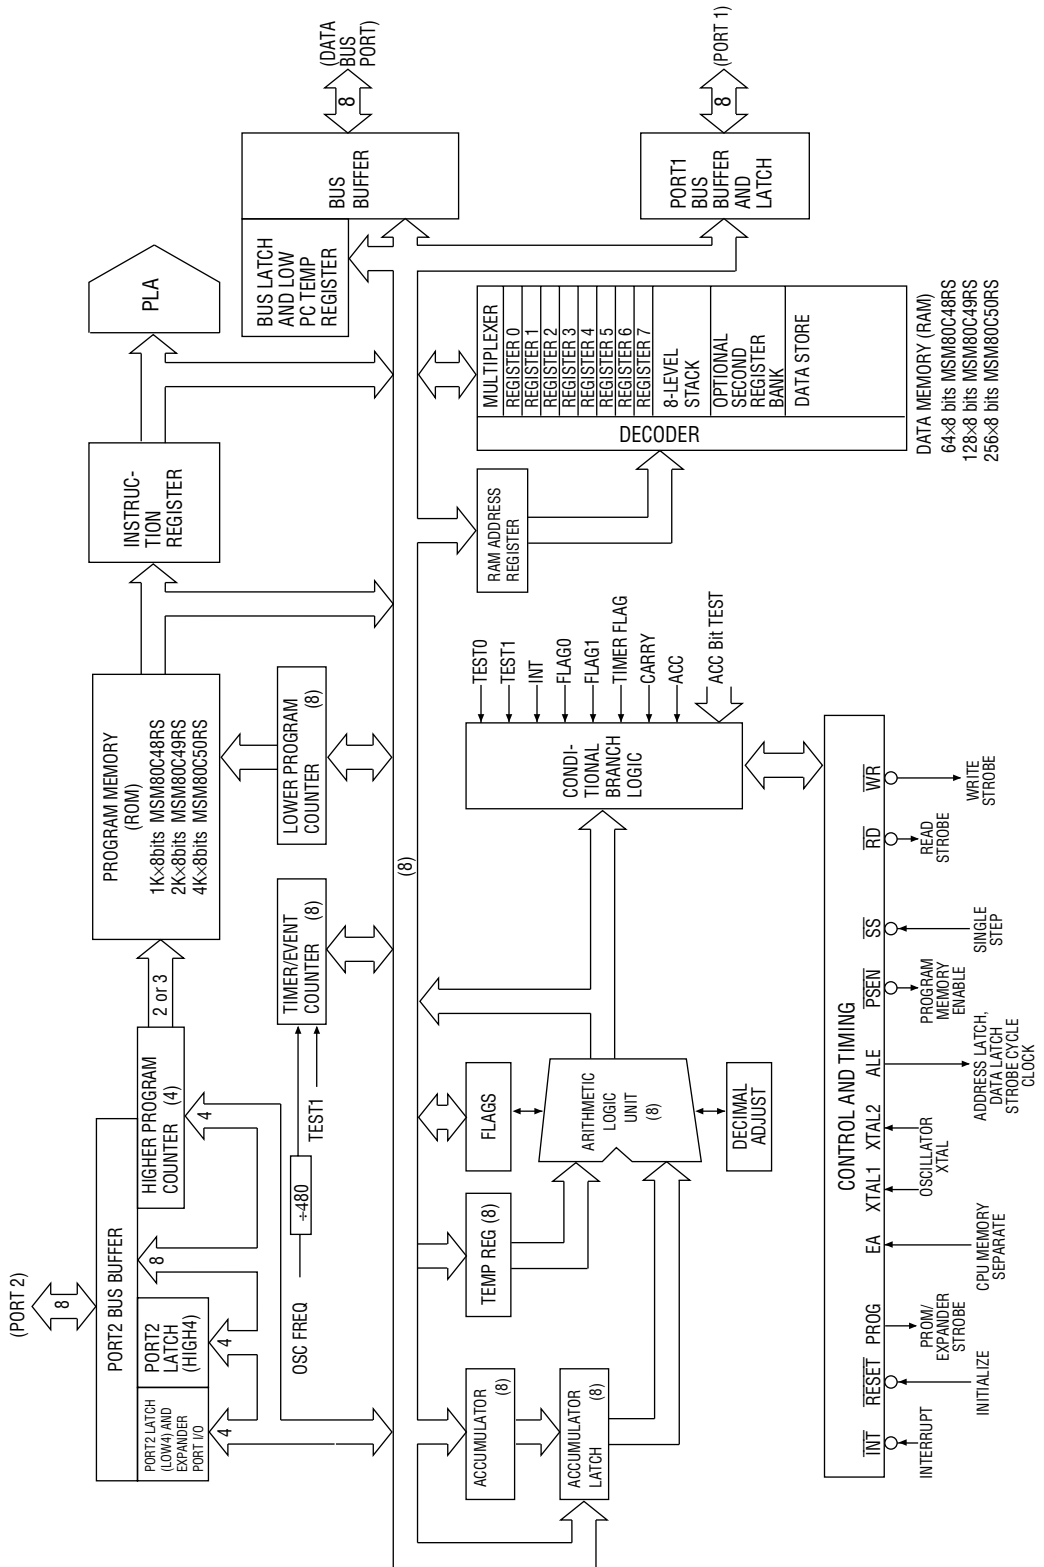 (PORT 2)
8
PORT2 BUS BUFFER
PORT2 LATCH
(LOW4) AND
EXPANDER
PORT I/O
PORT2
LATCH
(HIGH4)
HIGHER PROGRAM
COUNTER (4)
4
4
8
4
2 or 3
PROGRAM MEMORY
(ROM)
1K×8bits MSM80C48RS
2K×8bits MSM80C49RS
4K×8bits MSM80C50RS
INSTRUC-
TION
REGISTER
PLA
OSC FREQ
÷480
TEST1
TIMER/EVENT
COUNTER (8)
LOWER PROGRAM
COUNTER (8)
BUS LATCH
AND LOW
PC TEMP
REGISTER
BUS
BUFFER
8
(DATA
BUS
PORT)
(8)
ACCUMULATOR
(8)
ACCUMULATOR
LATCH (8)
TEMP REG (8)
FLAGS
ARITHMETIC
LOGIC
UNIT
(8)
DECIMAL
ADJUST
CONDI-
TIONAL
BRANCH
LOGIC
TEST0
TEST1
INT
FLAG0
FLAG1
TIMER FLAG
CARRY
ACC
ACC Bit TEST
RAM ADDRESS
REGISTER
MULTIPLEXER
REGISTER 0
REGISTER 1
REGISTER 2
REGISTER 3
REGISTER 4
REGISTER 5
REGISTER 6
REGISTER 7
8-LEVEL
STACK
OPTIONAL
SECOND
REGISTER
BANK
DATA STORE
DECODER
DATA MEMORY (RAM)
64×8 bits MSM80C48RS
128×8 bits MSM80C49RS
256×8 bits MSM80C50RS
PORT1
BUS
BUFFER
AND
LATCH
8
(PORT 1)
CONTROL AND TIMING
INT
RESET
PROG
EA
XTAL1
XTAL2
ALE
PSEN
SS
RD
WR
INTERRUPT
INITIALIZE
PROM/
EXPANDER
STROBE
CPU MEMORY
SEPARATE
OSCILLATOR
XTAL
ADDRESS LATCH,
DATA LATCH
STROBE CYCLE
CLOCK
PROGRAM
MEMORY
ENABLE
SINGLE
STEP
READ
STROBE
WRITE
STROBE